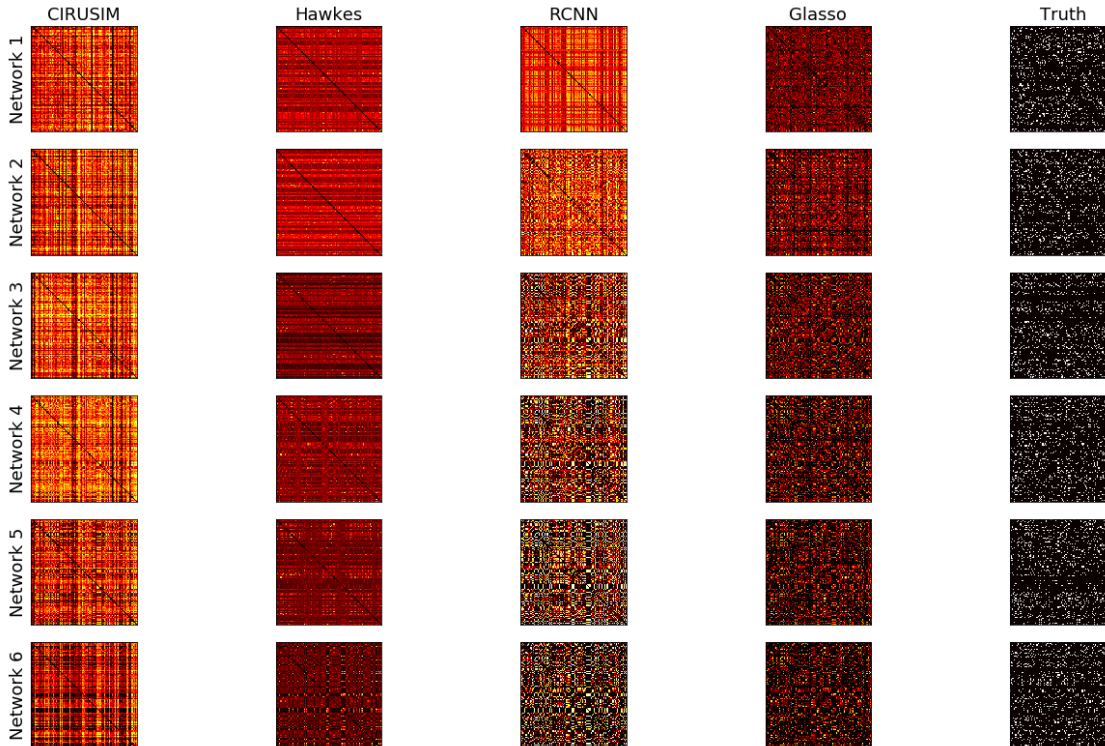 CIRUSIM Hawkes RCNN Glasso Truth
Network 1
Network 2
Network 3
Network 4
Network 5
Network 6